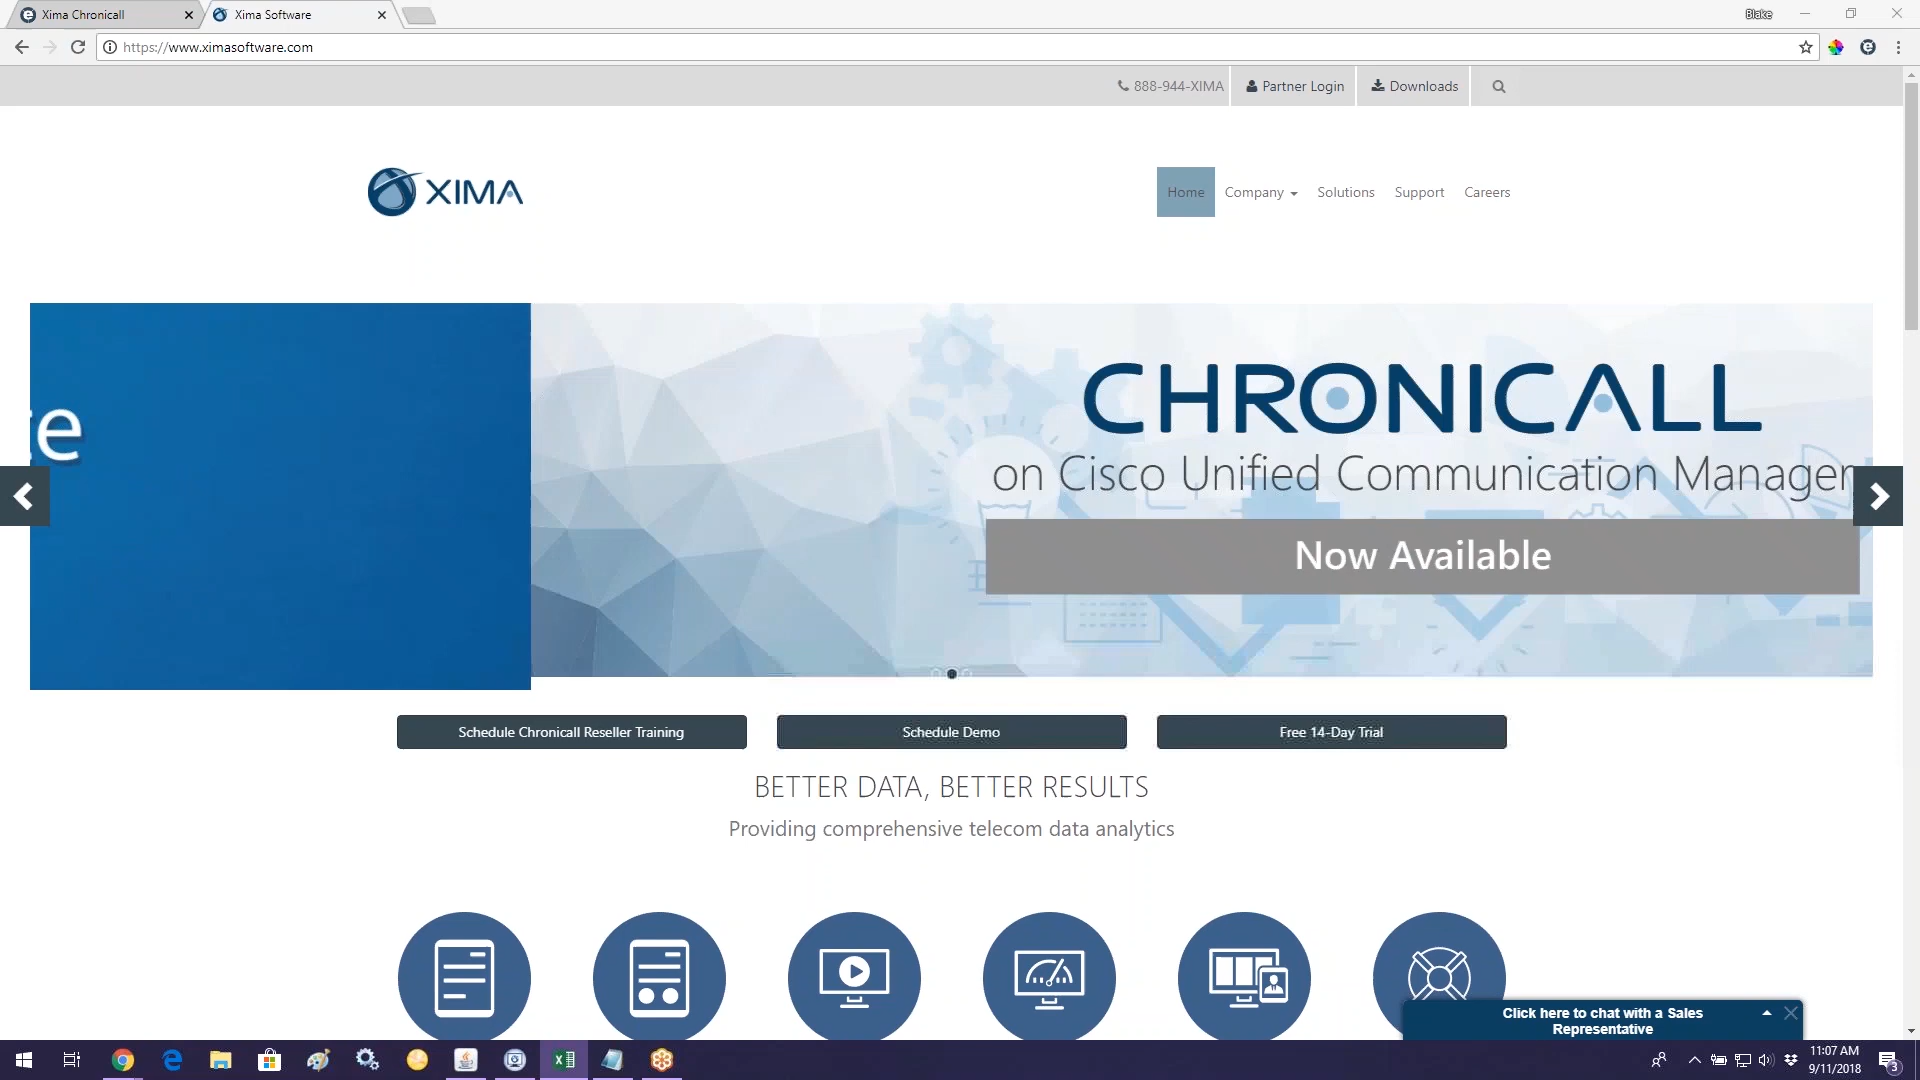 Xima Chronicall
Xima Software
Blake
https://www.ximasoftware.com
888-944-XIMA
Partner Login
Downloads
XIMA
Home
Company
Solutions
Support
Careers
e
CHRONICALL
on Cisco Unified Communication Manager
Now Available
Schedule Chronicall Reseller Training
Schedule Demo
Free 14-Day Trial
BETTER DATA, BETTER RESULTS
Providing comprehensive telecom data analytics
Click here to chat with a Sales
Representative
11:07 AM
9/11/2018
3